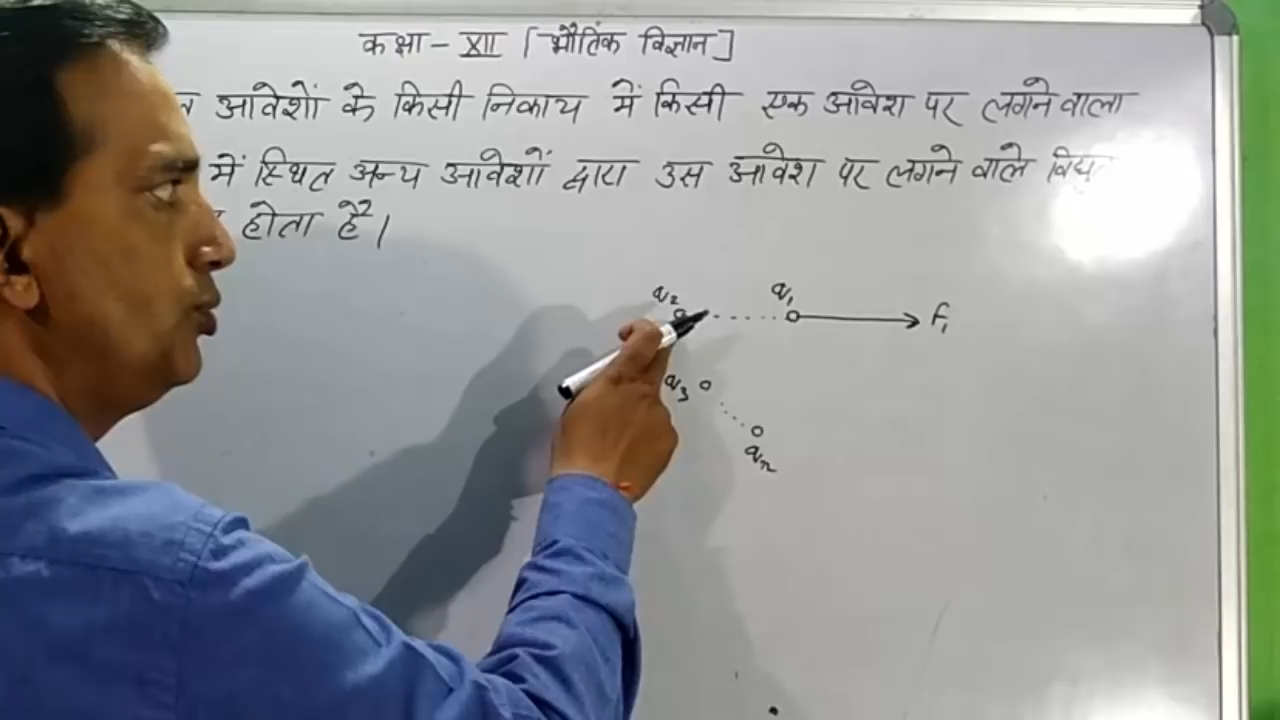 कक्षा - XII [भौतिक विज्ञान]
आवेशों के किसी निकाय में किसी एक आवेश पर लगने वाला
में स्थित अन्य आवेशों द्वारा उस आवेश पर लगने वाले विद्युत
होता है।
q₂ q₁ F₁
q₃
qₙ